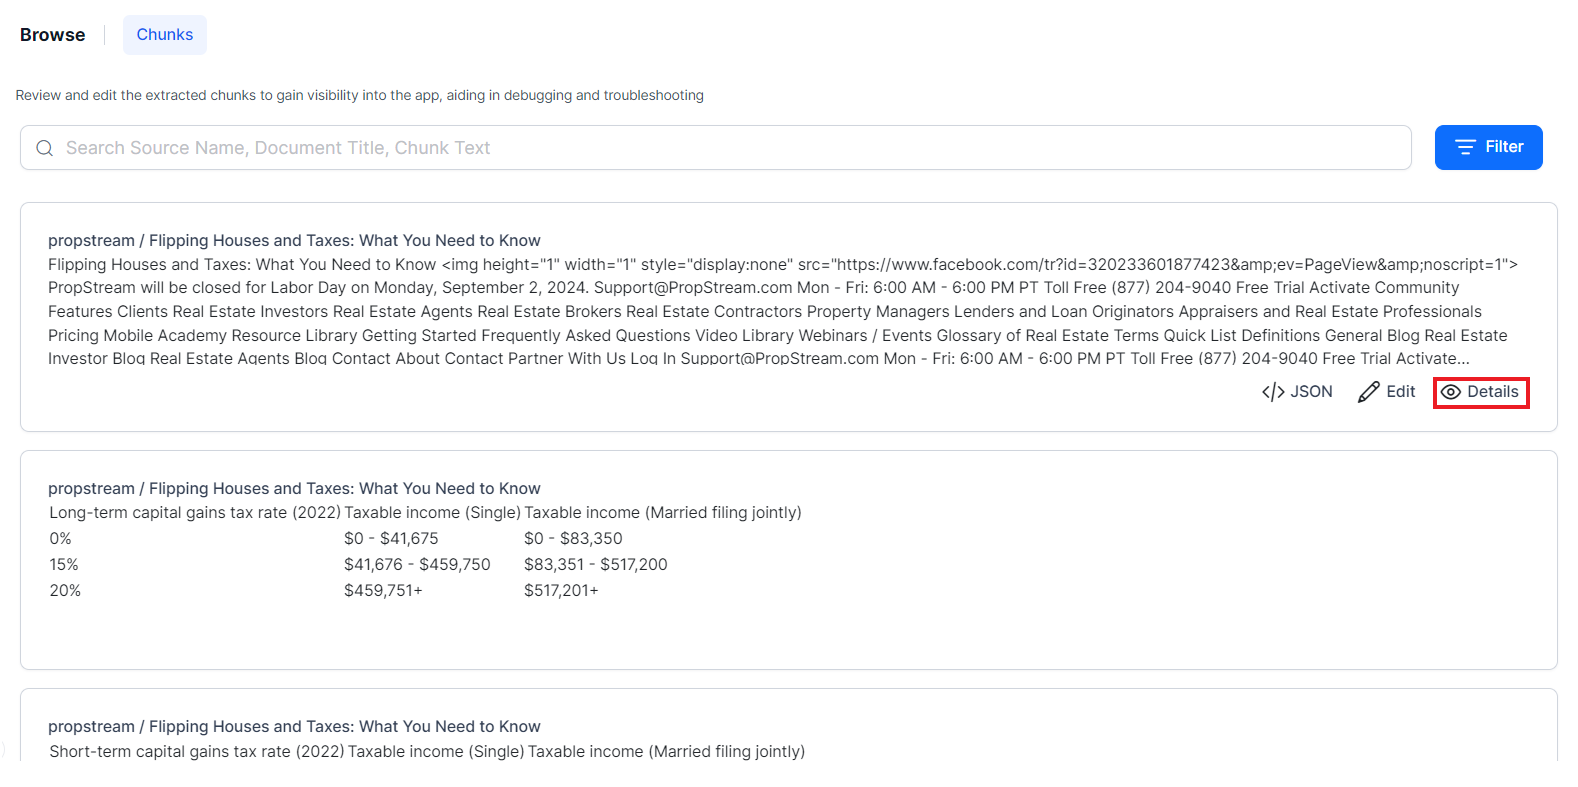 Browse
Chunks
Review and edit the extracted chunks to gain visibility into the app, aiding in debugging and troubleshooting
Search Source Name, Document Title, Chunk Text
Filter
propstream / Flipping Houses and Taxes: What You Need to Know
Flipping Houses and Taxes: What You Need to Know <img height="1" width="1" style="display:none" src="https://www.facebook.com/tr?id=320233601877423&amp;ev=PageView&amp;noscript=1">
PropStream will be closed for Labor Day on Monday, September 2, 2024. Support@PropStream.com Mon - Fri: 6:00 AM - 6:00 PM PT Toll Free (877) 204-9040 Free Trial Activate Community
Features Clients Real Estate Investors Real Estate Agents Real Estate Brokers Real Estate Contractors Property Managers Lenders and Loan Originators Appraisers and Real Estate Professionals
Pricing Mobile Academy Resource Library Getting Started Frequently Asked Questions Video Library Webinars / Events Glossary of Real Estate Terms Quick List Definitions General Blog Real Estate
Investor Blog Real Estate Agents Blog Contact About Contact Partner With Us Log In Support@PropStream.com Mon - Fri: 6:00 AM - 6:00 PM PT Toll Free (877) 204-9040 Free Trial Activate...
</> JSON
Edit
Details
propstream / Flipping Houses and Taxes: What You Need to Know
Long-term capital gains tax rate (2022) Taxable income (Single) Taxable income (Married filing jointly)
0% $0 - $41,675 $0 - $83,350
15% $41,676 - $459,750 $83,351 - $517,200
20% $459,751+ $517,201+
propstream / Flipping Houses and Taxes: What You Need to Know
Short-term capital gains tax rate (2022) Taxable income (Single) Taxable income (Married filing jointly)